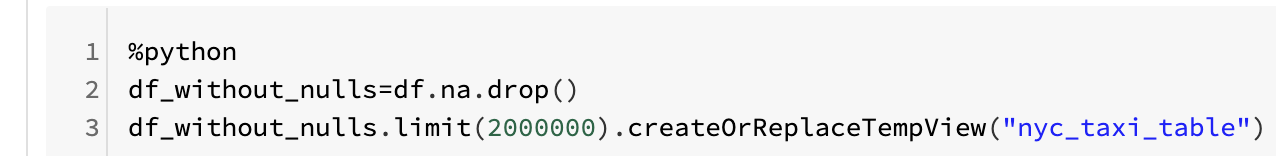 1 %python
2 df_without_nulls=df.na.drop()
3 df_without_nulls.limit(2000000).createOrReplaceTempView("nyc_taxi_table")